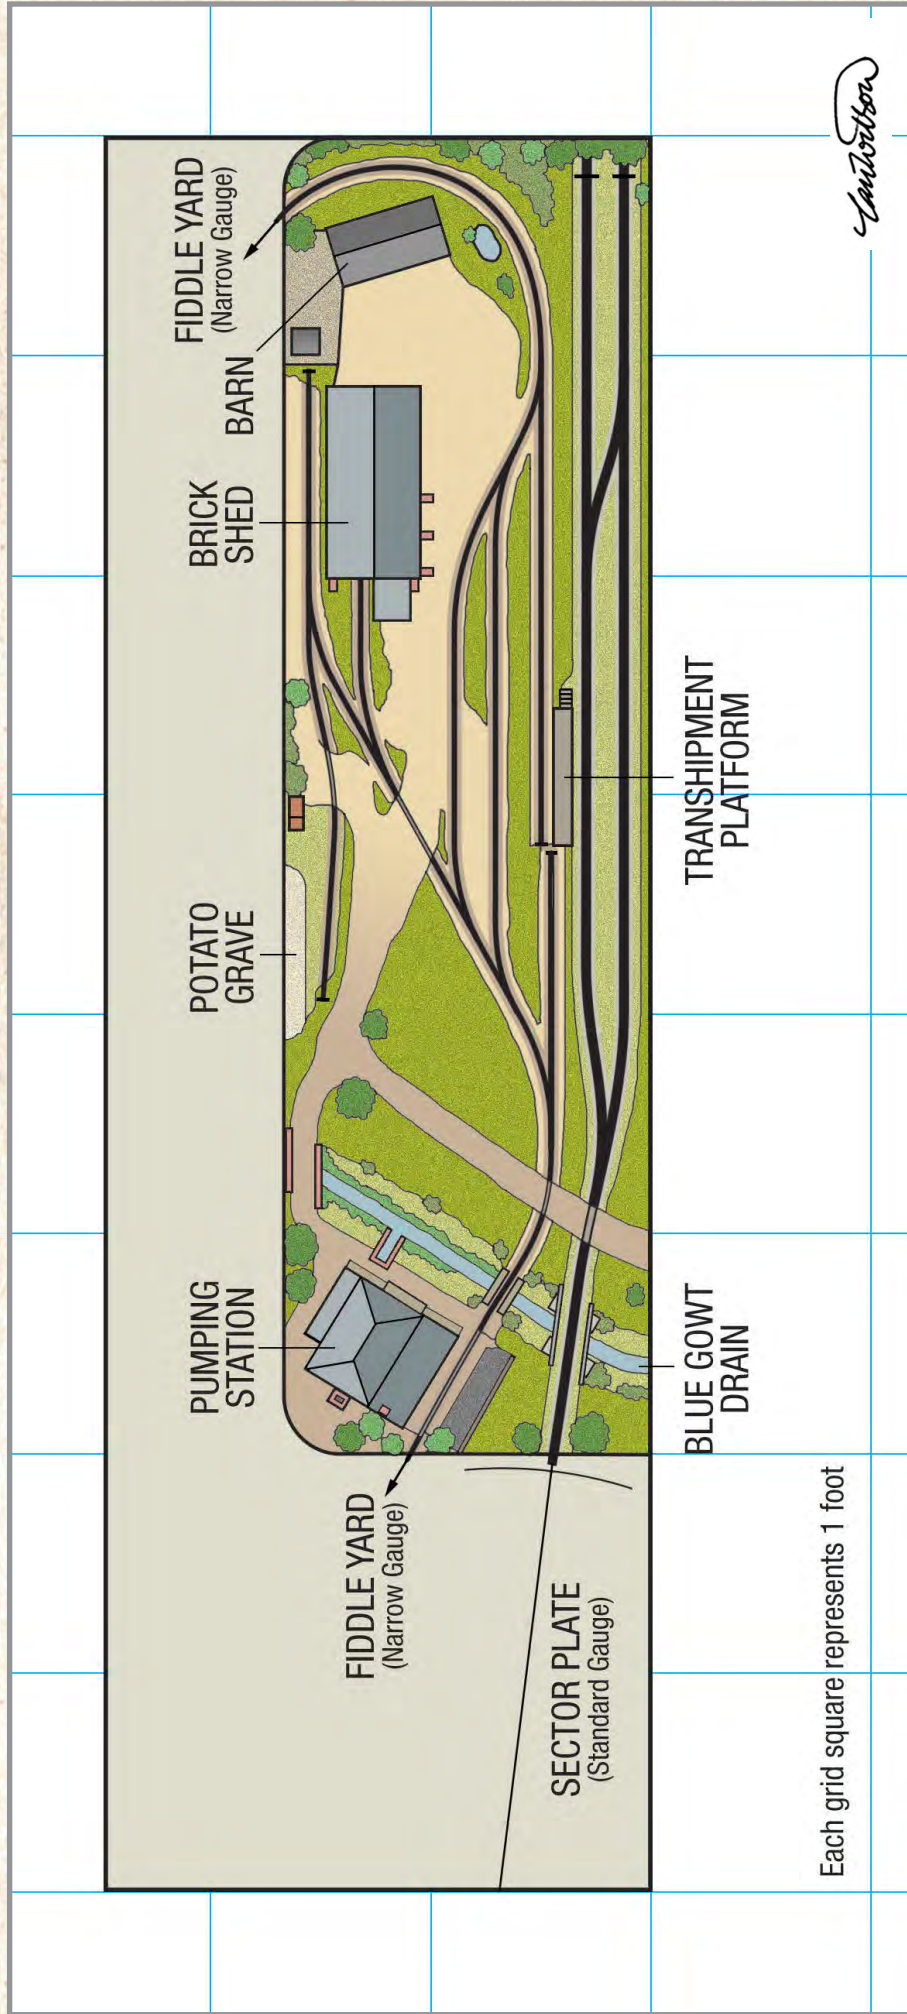 PUMPING
STATION
POTATO
GRAVE
BRICK
SHED
BARN
FIDDLE YARD
(Narrow Gauge)
FIDDLE YARD
(Narrow Gauge)
SECTOR PLATE
(Standard Gauge)
BLUE GOWT
DRAIN
TRANSHIPMENT
PLATFORM
Each grid square represents 1 foot